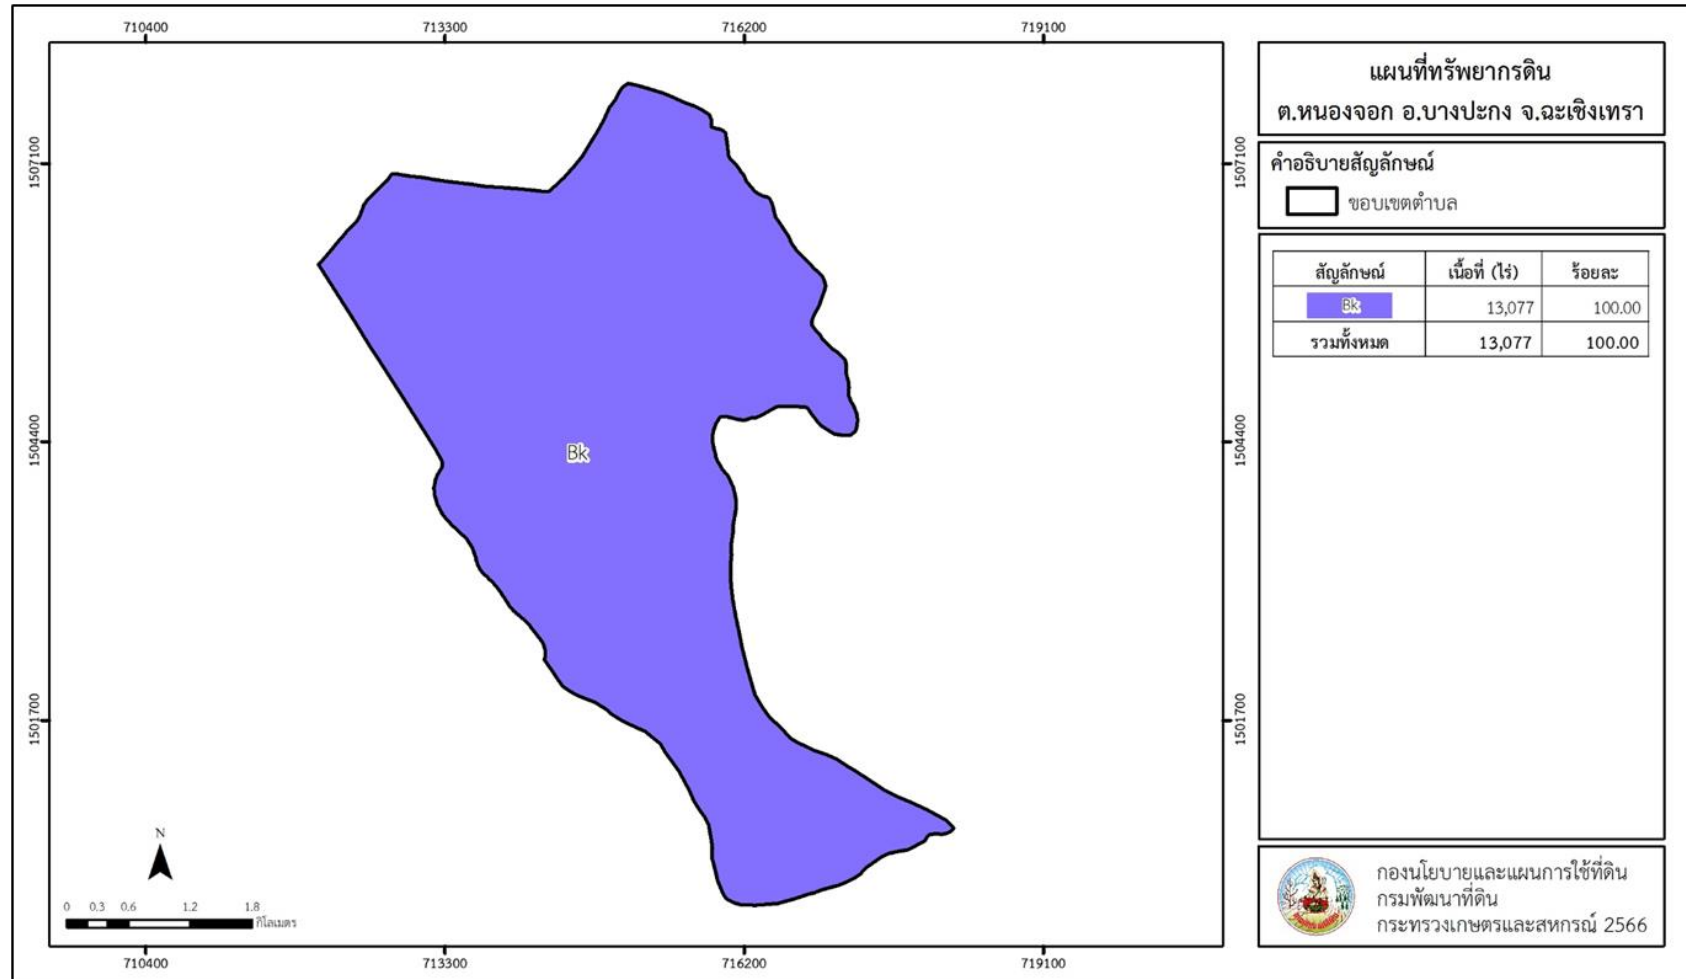 710400 713300 716200 719100
1507100 1507100
1504400 1504400
1501700 1501700
Bk
N
0 0.3 0.6 1.2 1.8
กิโลเมตร
710400 713300 716200 719100
แผนที่ทรัพยากรดิน
ต.หนองจอก อ.บางปะกง จ.ฉะเชิงเทรา
คำอธิบายสัญลักษณ์
ขอบเขตตำบล
สัญลักษณ์ เนื้อที่ (ไร่) ร้อยละ
Bk 13,077 100.00
รวมทั้งหมด 13,077 100.00
กองนโยบายและแผนการใช้ที่ดิน
กรมพัฒนาที่ดิน
กระทรวงเกษตรและสหกรณ์ 2566